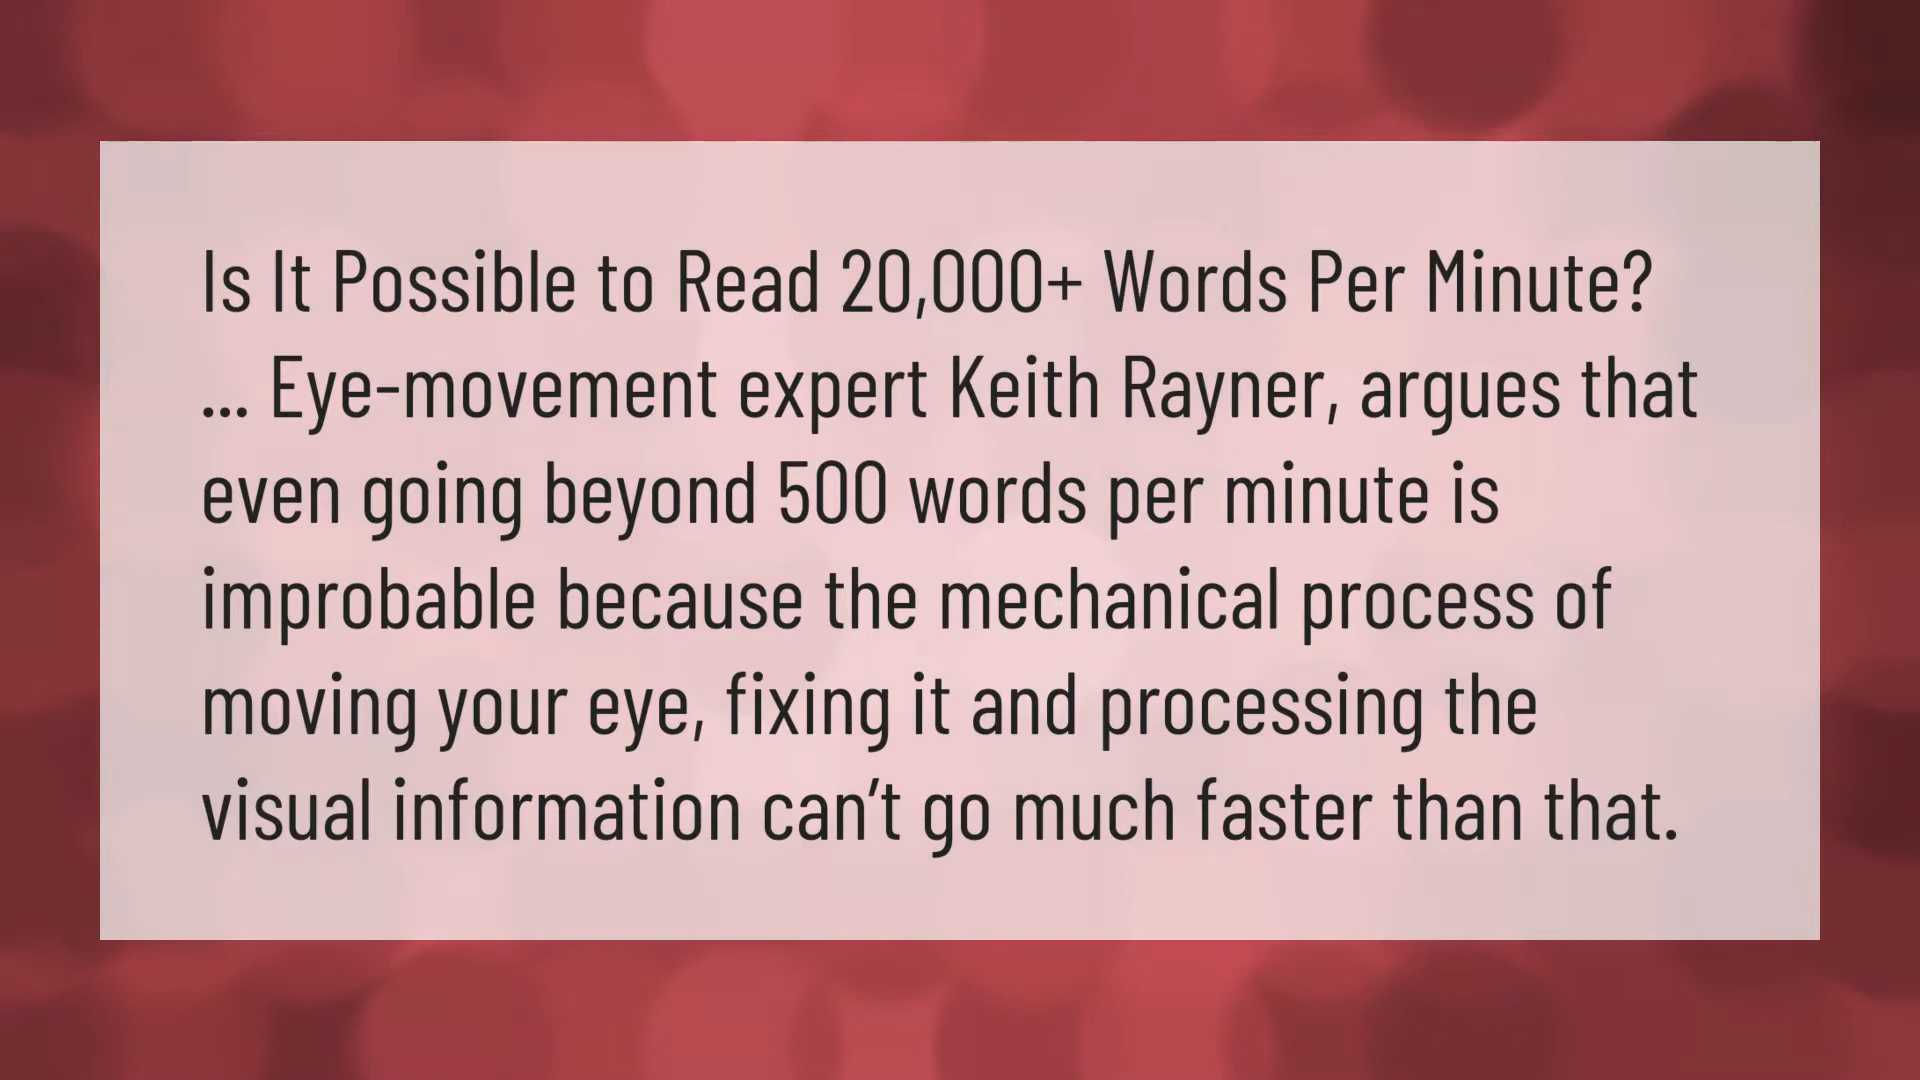 Is It Possible to Read 20,000+ Words Per Minute?
... Eye-movement expert Keith Rayner, argues that
even going beyond 500 words per minute is
improbable because the mechanical process of
moving your eye, fixing it and processing the
visual information can’t go much faster than that.